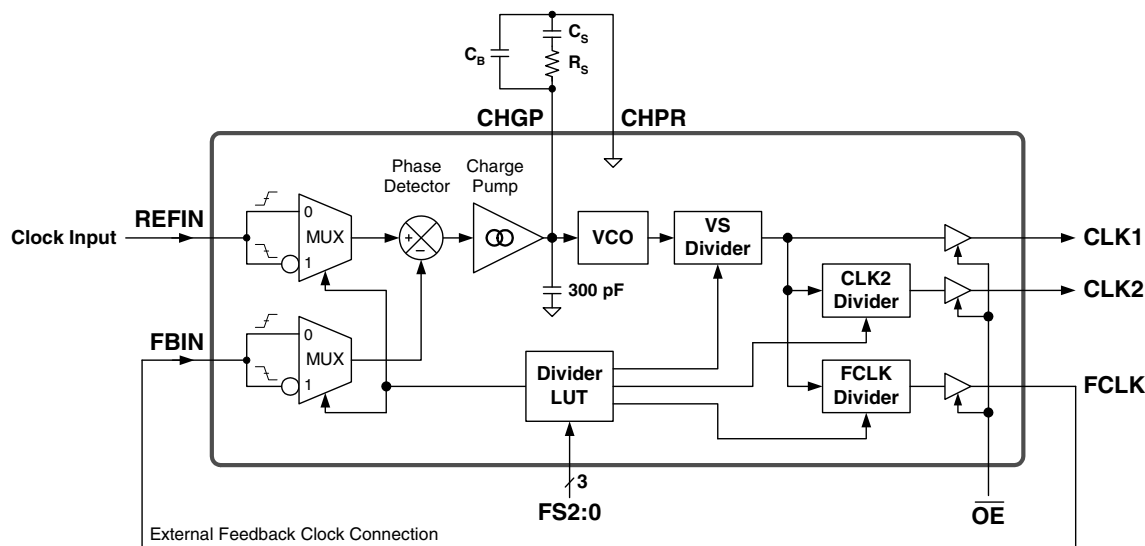 C_S
C_B
R_S
CHGP
CHPR
Phase
Detector
Charge
Pump
REFIN
Clock Input
0
MUX
1
+
−
VCO
VS
Divider
CLK1
300 pF
CLK2
Divider
CLK2
FBIN
0
MUX
1
Divider
LUT
FCLK
Divider
FCLK
3
FS2:0
OE
External Feedback Clock Connection